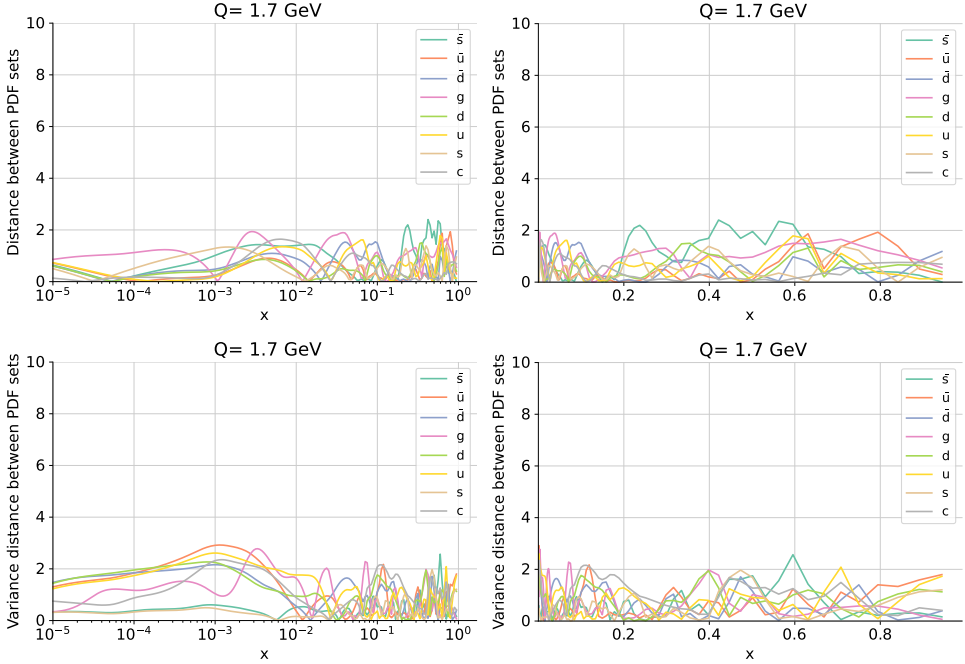 Q= 1.7 GeV
Distance between PDF sets
10
8
6
4
2
0
s̄
ū
d̄
g
d
u
s
c
10⁻⁵
10⁻⁴
10⁻³
10⁻²
10⁻¹
10⁰
x
Q= 1.7 GeV
Distance between PDF sets
10
8
6
4
2
0
s̄
ū
d̄
g
d
u
s
c
0.2
0.4
0.6
0.8
x
Q= 1.7 GeV
Variance distance between PDF sets
10
8
6
4
2
0
s̄
ū
d̄
g
d
u
s
c
10⁻⁵
10⁻⁴
10⁻³
10⁻²
10⁻¹
10⁰
x
Q= 1.7 GeV
Variance distance between PDF sets
10
8
6
4
2
0
s̄
ū
d̄
g
d
u
s
c
0.2
0.4
0.6
0.8
x